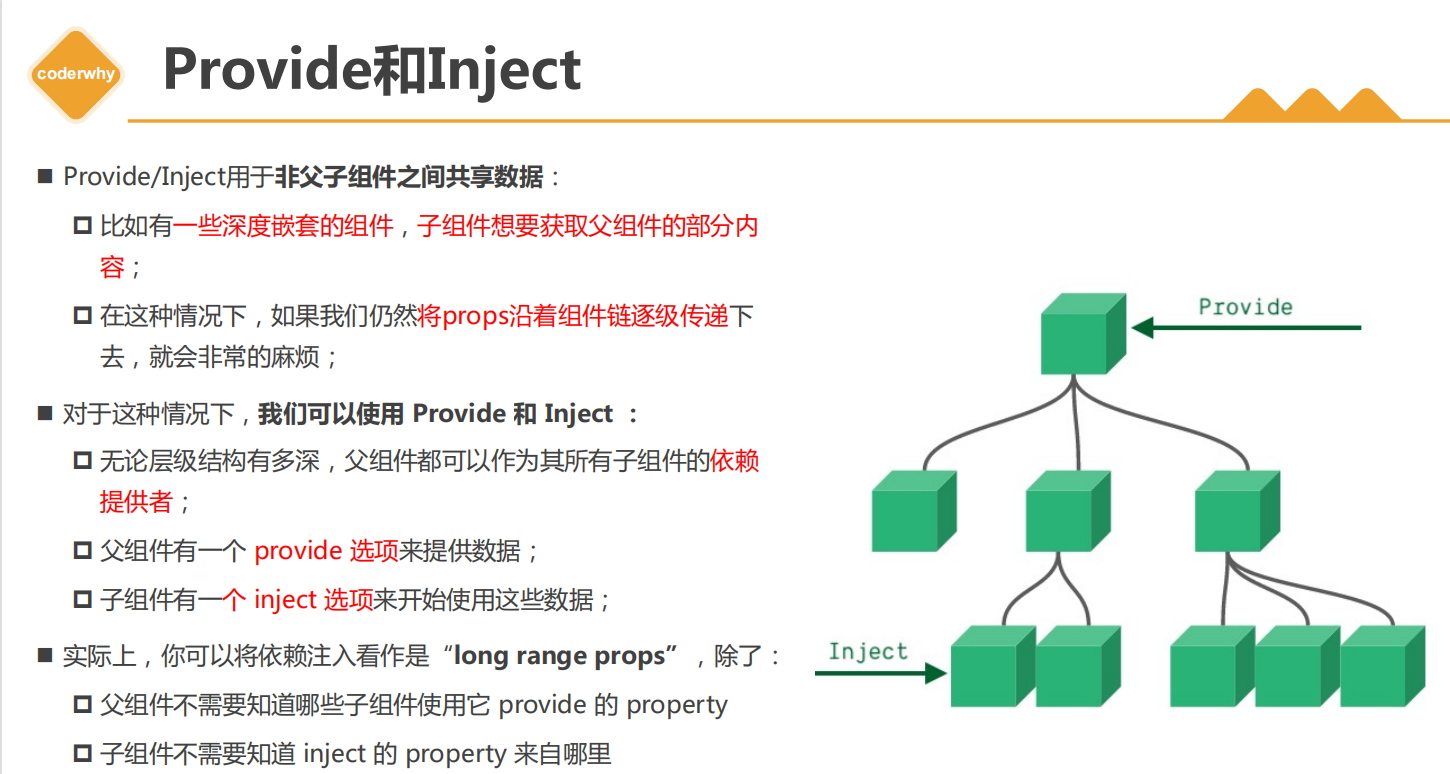 coderwhy
Provide和Inject
■ Provide/Inject用于非父子组件之间共享数据：
比如有一些深度嵌套的组件，子组件想要获取父组件的部分内
容；
在这种情况下，如果我们仍然将props沿着组件链逐级传递下
去，就会非常的麻烦；
■ 对于这种情况下，我们可以使用 Provide 和 Inject ：
无论层级结构有多深，父组件都可以作为其所有子组件的依赖
提供者；
父组件有一个 provide 选项来提供数据；
子组件有一个 inject 选项来开始使用这些数据；
■ 实际上，你可以将依赖注入看作是“long range props”，除了：
父组件不需要知道哪些子组件使用它 provide 的 property
子组件不需要知道 inject 的 property 来自哪里
Provide
Inject